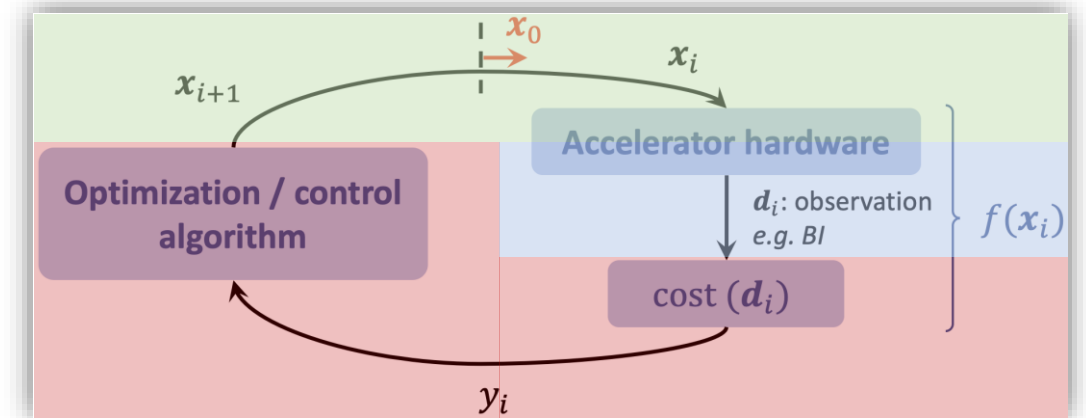 x₀
xᵢ₊₁
xᵢ
Accelerator hardware
Optimization / control
algorithm
dᵢ: observation
e.g. BI
f(xᵢ)
cost (dᵢ)
yᵢ